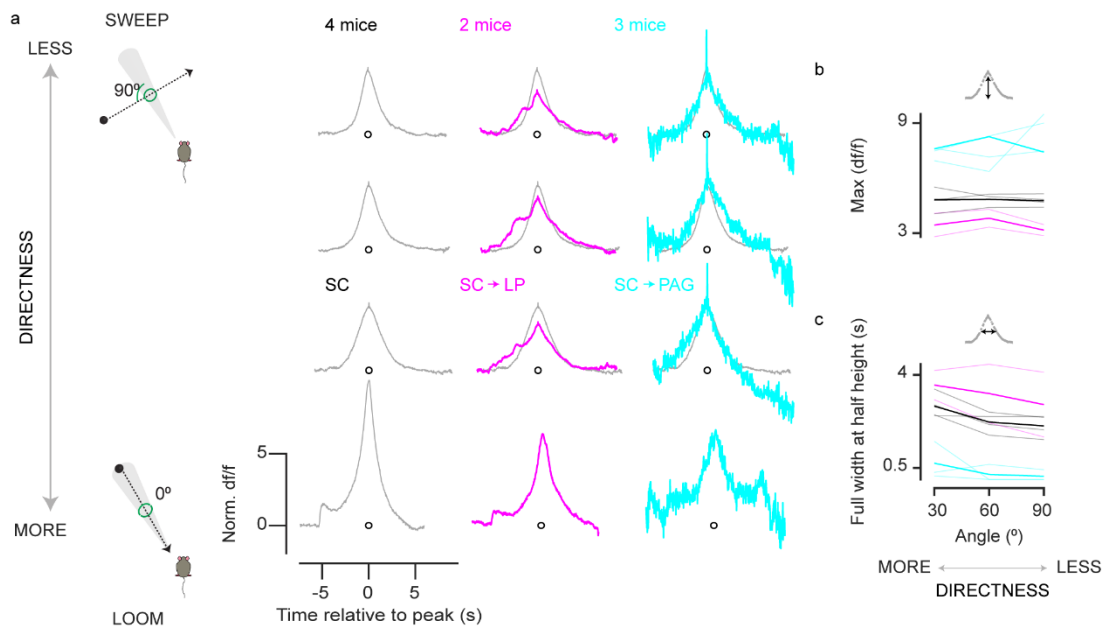 a
SWEEP
LESS
90º
DIRECTNESS
0º
MORE
LOOM
4 mice
2 mice
3 mice
SC
SC → LP
SC → PAG
5
0
Norm. df/f
-5
0
5
Time relative to peak (s)
b
9
3
Max (df/f)
c
4
0.5
Full width at half height (s)
30
60
90
Angle (º)
MORE
LESS
DIRECTNESS